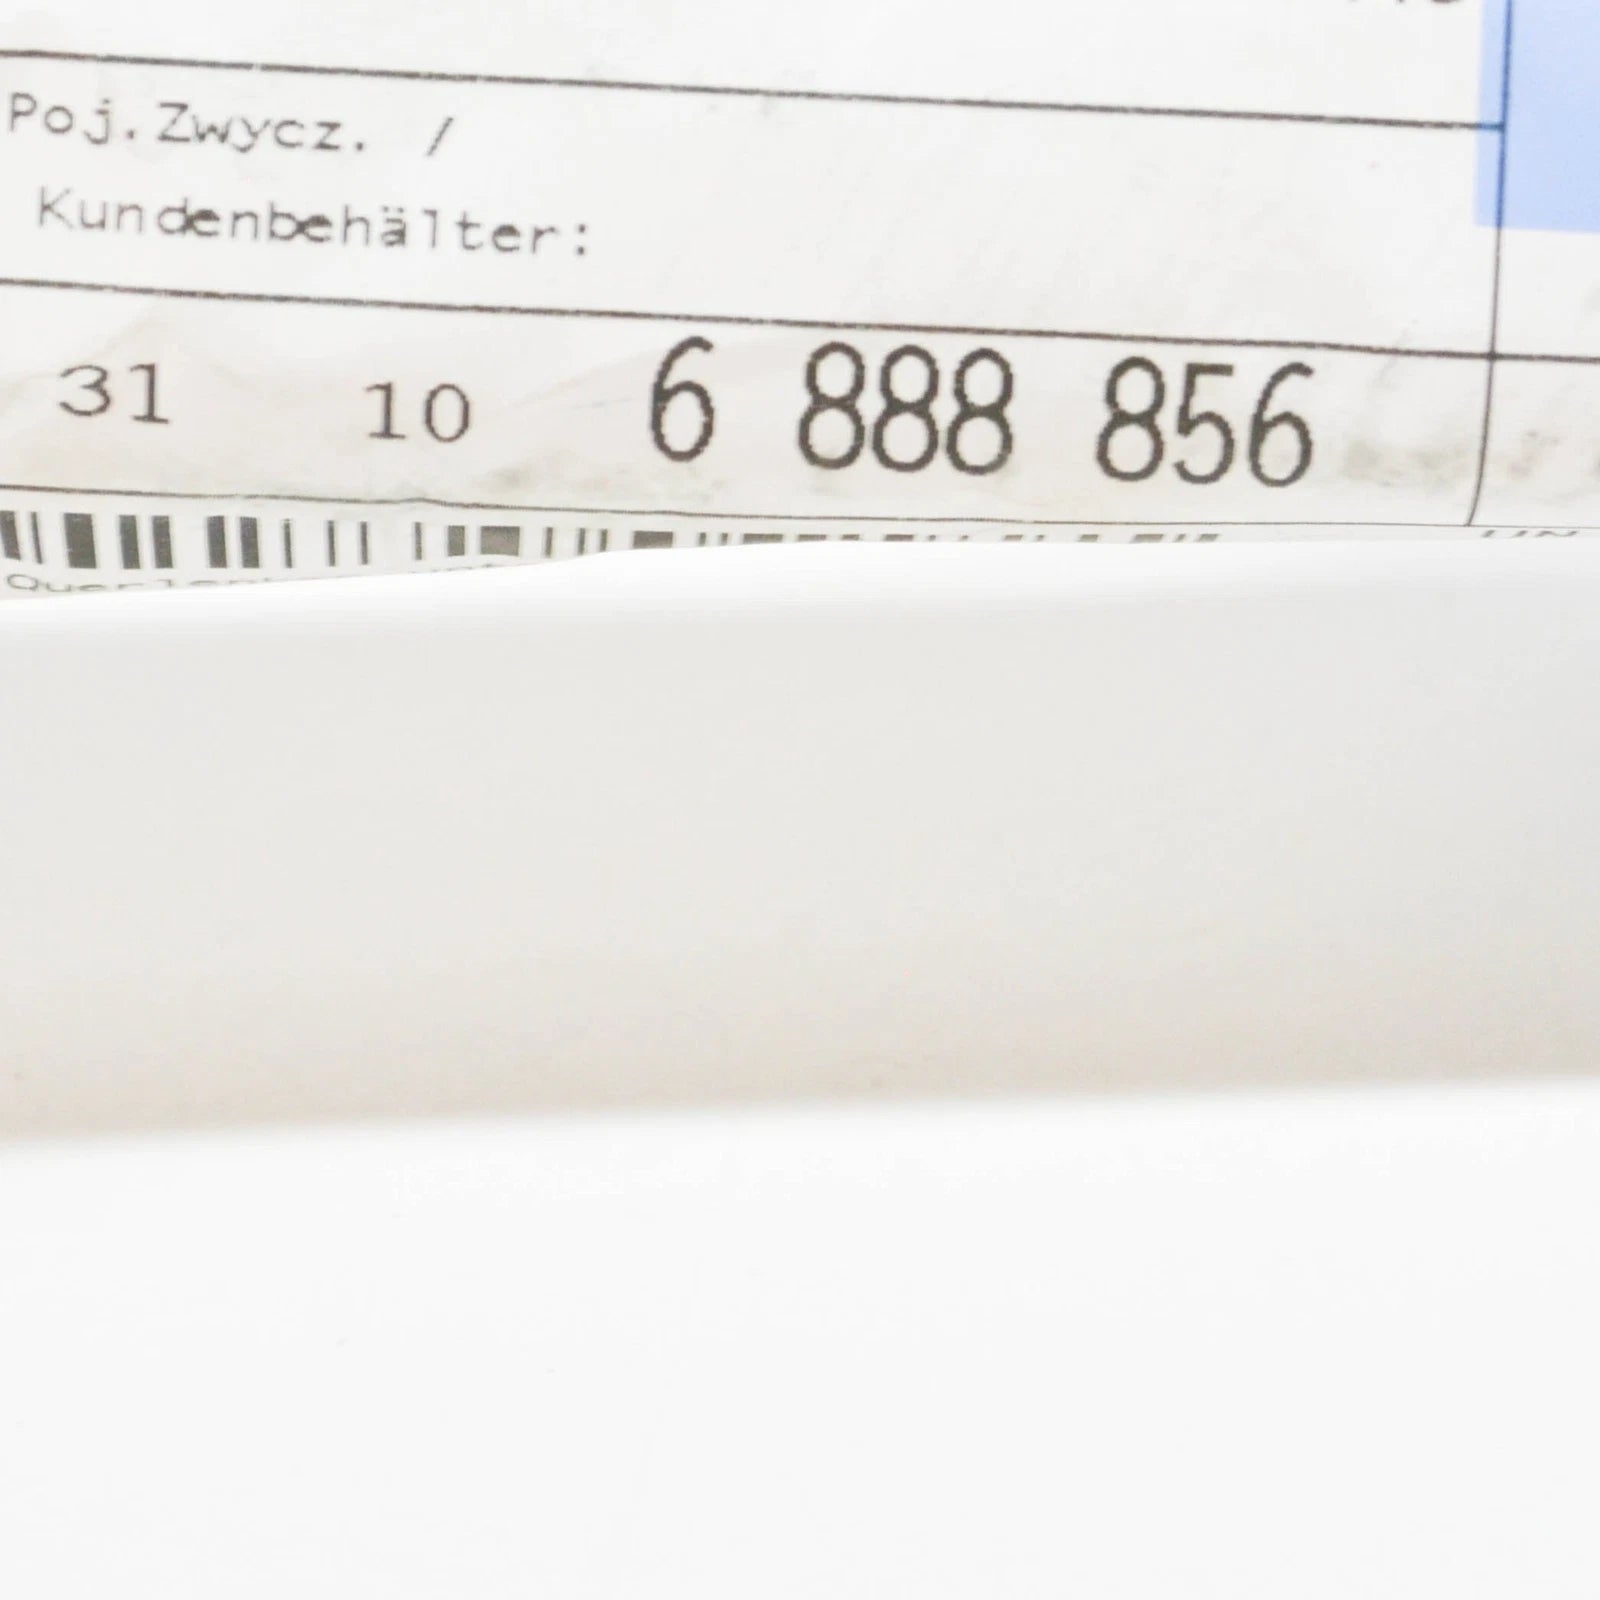 Poj.Zwycz. /
Kundenbehälter:
31 10 6 888 856